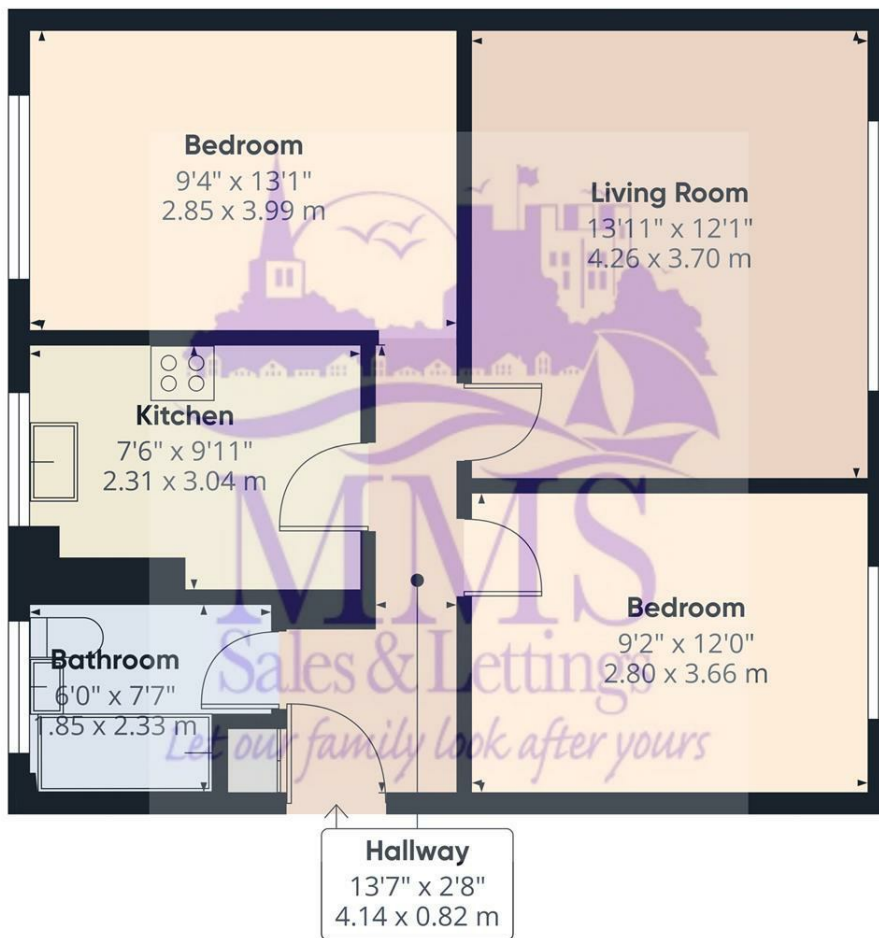 Bedroom
9'4" x 13'1"
2.85 x 3.99 m
Living Room
13'11" x 12'1"
4.26 x 3.70 m
Kitchen
7'6" x 9'11"
2.31 x 3.04 m
MMS
Sales & Lettings
Let our family look after yours
Bathroom
6'0" x 7'7"
1.85 x 2.33 m
Bedroom
9'2" x 12'0"
2.80 x 3.66 m
Hallway
13'7" x 2'8"
4.14 x 0.82 m